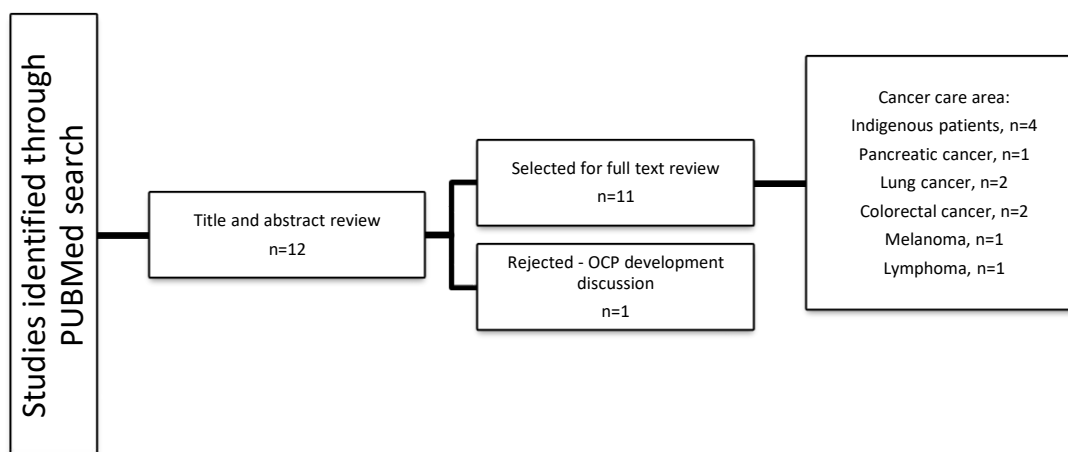 Studies identified through
PUBMed search
Title and abstract review
n=12
Selected for full text review
n=11
Rejected - OCP development
discussion
n=1
Cancer care area:
Indigenous patients, n=4
Pancreatic cancer, n=1
Lung cancer, n=2
Colorectal cancer, n=2
Melanoma, n=1
Lymphoma, n=1